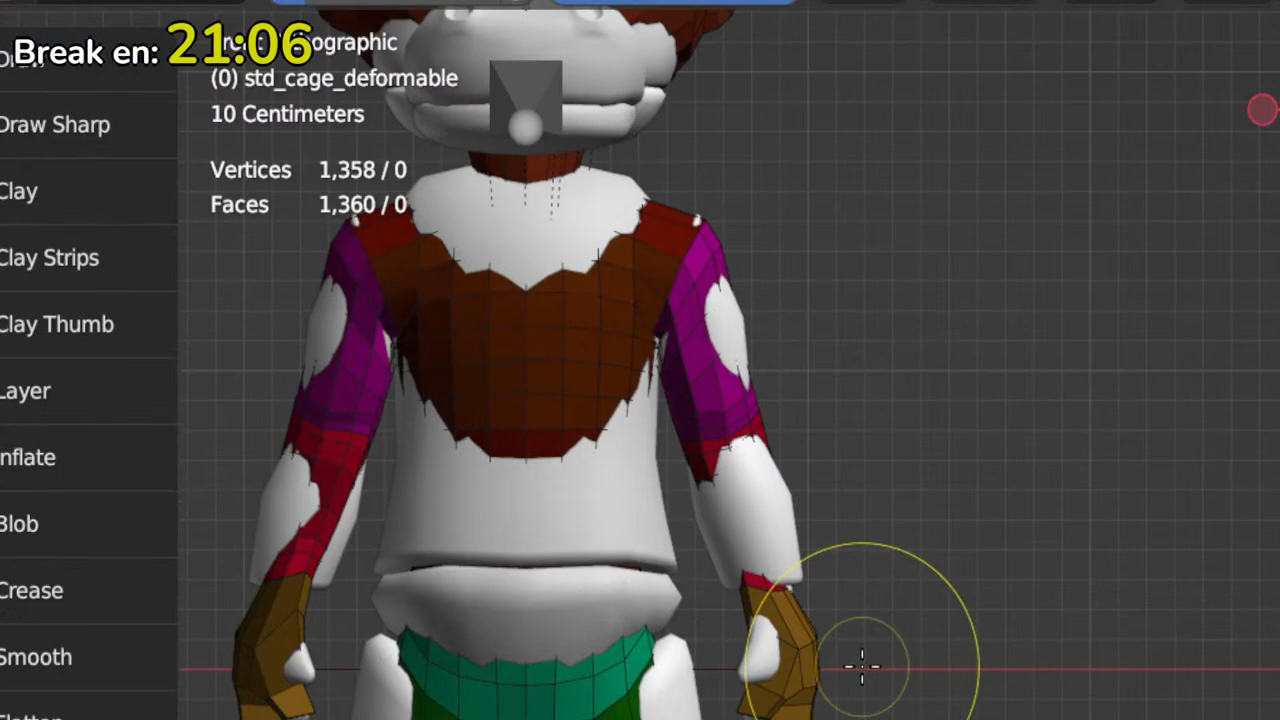 Break en: 21:06
(0) std_cage_deformable
10 Centimeters
Vertices 1,358 / 0
Faces 1,360 / 0
Draw Sharp
Clay
Clay Strips
Clay Thumb
Layer
nflate
Blob
Crease
Smooth